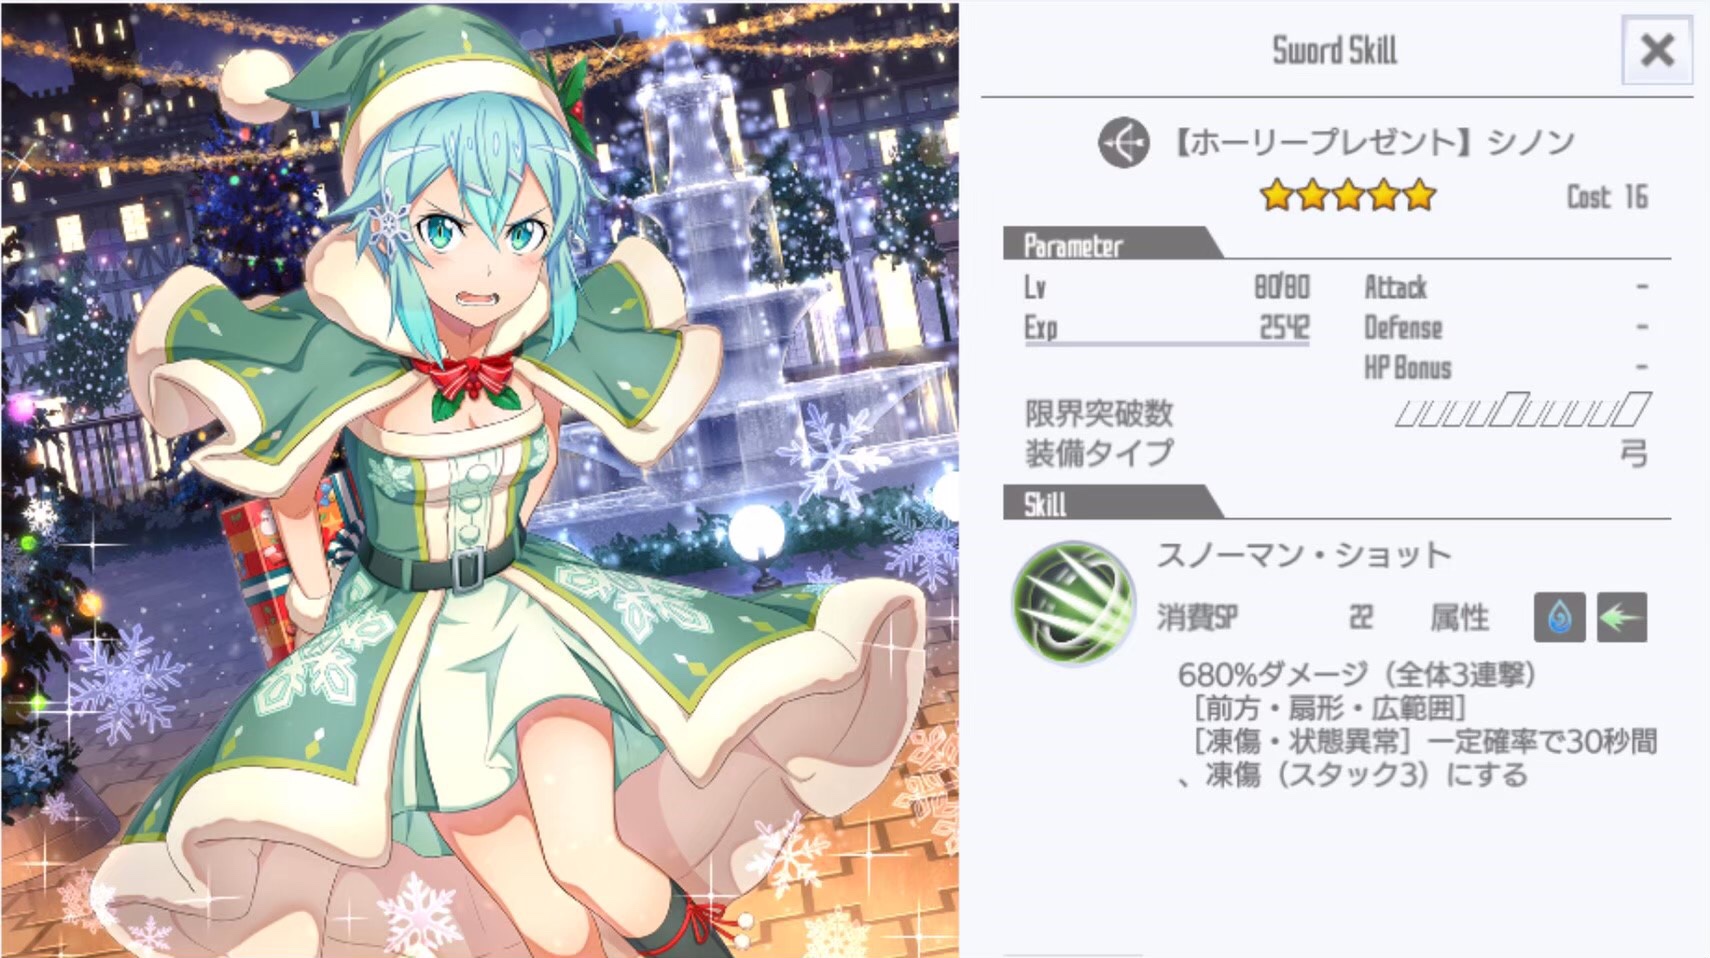 Sword Skill
【ホーリープレゼント】シノン
Cost 16
Parameter
Lv 80/80 Attack -
Exp 2542 Defense -
HP Bonus -
限界突破数
装備タイプ 弓
Skill
スノーマン・ショット
消費SP 22 属性
680%ダメージ（全体3連撃）
［前方・扇形・広範囲］
［凍傷・状態異常］一定確率で30秒間
、凍傷（スタック3）にする